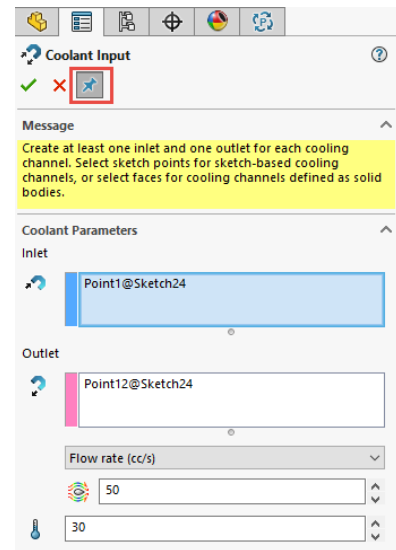 Coolant Input
Message
Create at least one inlet and one outlet for each cooling
channel. Select sketch points for sketch-based cooling
channels, or select faces for cooling channels defined as solid
bodies.
Coolant Parameters
Inlet
Point1@Sketch24
Outlet
Point12@Sketch24
Flow rate (cc/s)
50
30